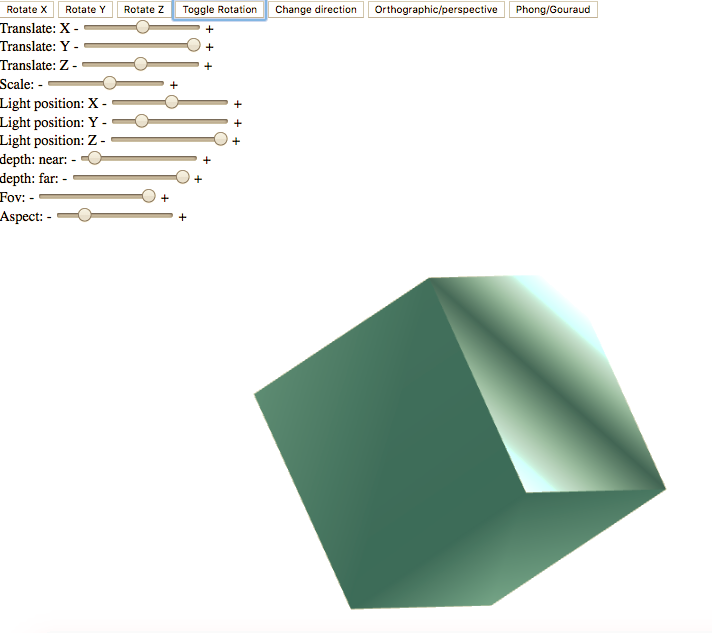 Rotate X Rotate Y Rotate Z Toggle Rotation Change direction Orthographic/perspective Phong/Gouraud
Translate: X - +
Translate: Y - +
Translate: Z - +
Scale: - +
Light position: X - +
Light position: Y - +
Light position: Z - +
depth: near: - +
depth: far: - +
Fov: - +
Aspect: - +